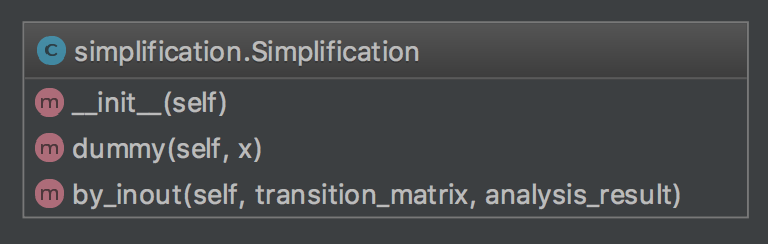 C simplification.Simplification
m __init__(self)
m dummy(self, x)
m by_inout(self, transition_matrix, analysis_result)